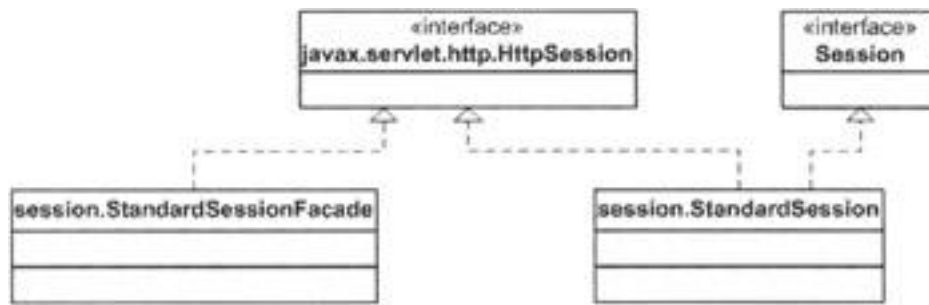 «interface»
javax.servlet.http.HttpSession
«interface»
Session
session.StandardSessionFacade
session.StandardSession